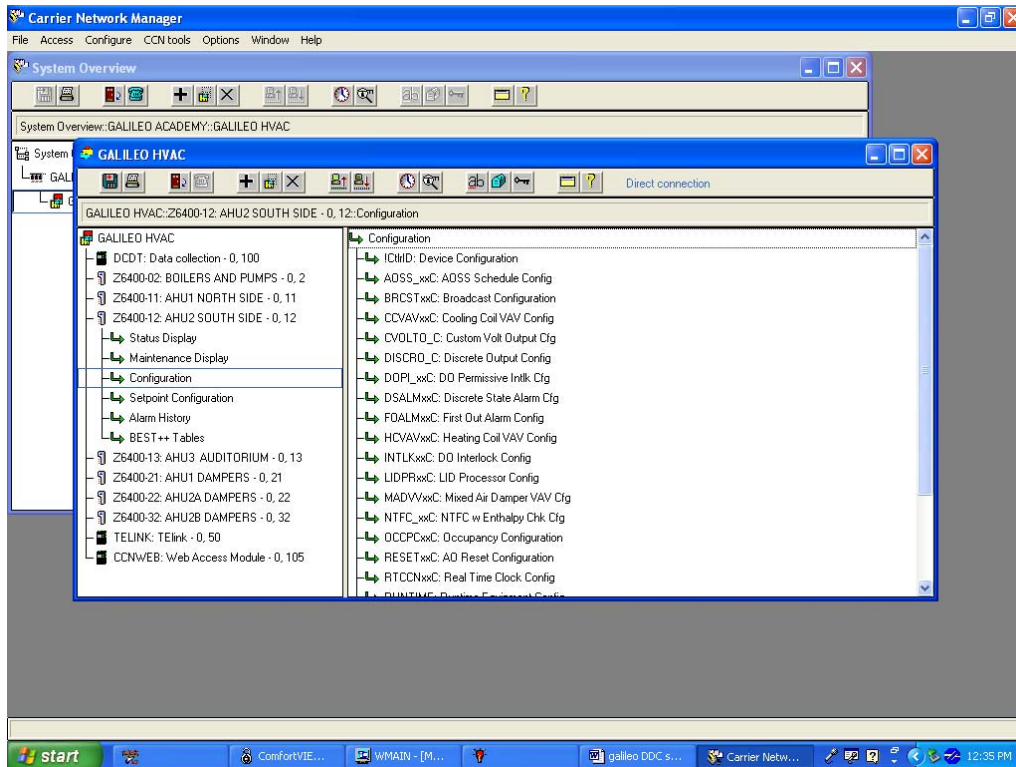 Carrier Network Manager
File Access Configure CCN tools Options Window Help
System Overview
System Overview::GALILEO ACADEMY::GALILEO HVAC
System
GALI
GALILEO HVAC
Direct connection
GALILEO HVAC::Z6400-12: AHU2 SOUTH SIDE - 0, 12::Configuration
GALILEO HVAC
DCDT: Data collection - 0, 100
Z6400-02: BOILERS AND PUMPS - 0, 2
Z6400-11: AHU1 NORTH SIDE - 0, 11
Z6400-12: AHU2 SOUTH SIDE - 0, 12
Status Display
Maintenance Display
Configuration
Setpoint Configuration
Alarm History
BEST++ Tables
Z6400-13: AHU3 AUDITORIUM - 0, 13
Z6400-21: AHU1 DAMPERS - 0, 21
Z6400-22: AHU2A DAMPERS - 0, 22
Z6400-32: AHU2B DAMPERS - 0, 32
TELINK: TElink - 0, 50
CCNWEB: Web Access Module - 0, 105
Configuration
!CtlrID: Device Configuration
AOSS_xxC: AOSS Schedule Config
BRCSTxxC: Broadcast Configuration
CCVAVxxC: Cooling Coil VAV Config
CVOLTO_C: Custom Volt Output Cfg
DISCRO_C: Discrete Output Config
DOPI_xxC: DO Permissive Intlk Cfg
DSALMxxC: Discrete State Alarm Cfg
FOALMxxC: First Out Alarm Config
HCVAVxxC: Heating Coil VAV Config
INTLKxxC: DO Interlock Config
LIDPRxxC: LID Processor Config
MADVVxxC: Mixed Air Damper VAV Cfg
NTFC_xxC: NTFC w Enthalpy Chk Cfg
OCCPCxxC: Occupancy Configuration
RESETxxC: AO Reset Configuration
RTCCNxxC: Real Time Clock Config
RUNTIME: Runtime Equipment Config
start
ComfortVIE...
WMAIN - [M...
galileo DDC s...
Carrier Netw...
12:35 PM